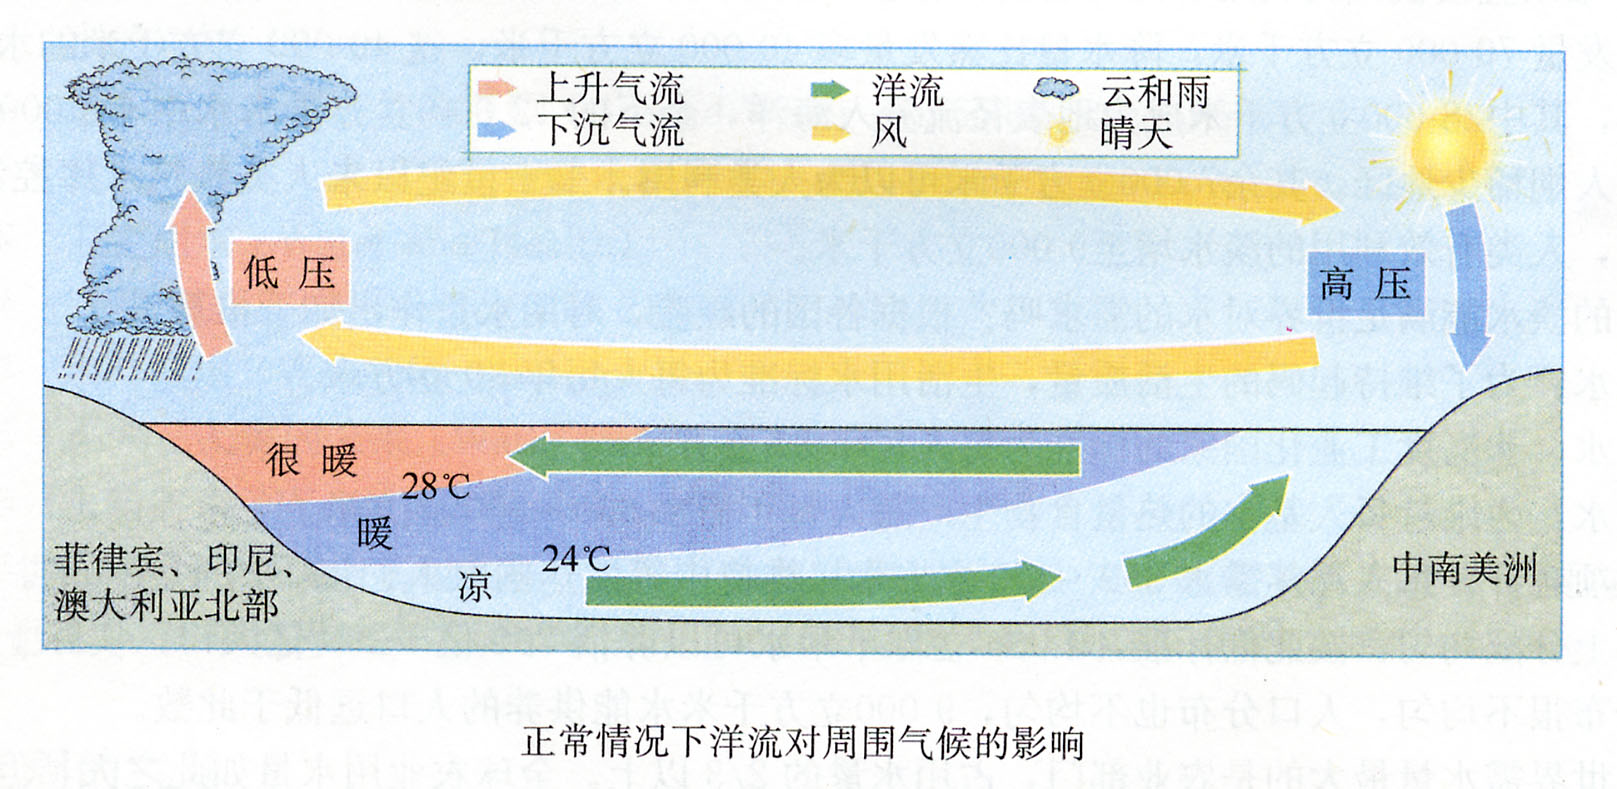 上升气流 洋流 云和雨
下沉气流 风 晴天
低压
高压
很暖
28℃
暖
24℃
凉
菲律宾、印尼、
澳大利亚北部
中南美洲
正常情况下洋流对周围气候的影响